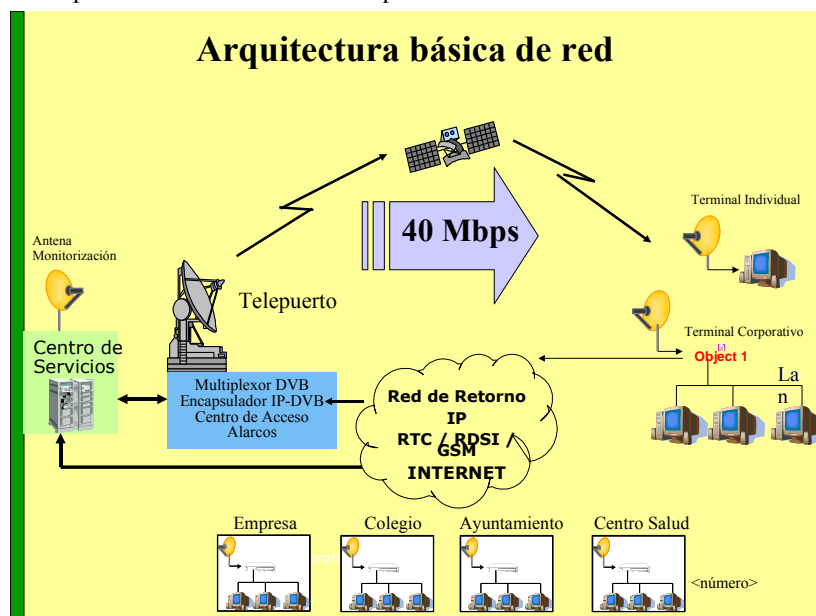 Arquitectura básica de red
40 Mbps
Terminal Individual
Antena
Monitorización
Telepuerto
Terminal Corporativo
Object 1
La
n
Centro de
Servicios
Multiplexor DVB
Encapsulador IP-DVB
Centro de Acceso
Alarcos
Red de Retorno
IP
RTC / RDSI /
GSM
INTERNET
Empresa
Colegio
Ayuntamiento
Centro Salud
<número>